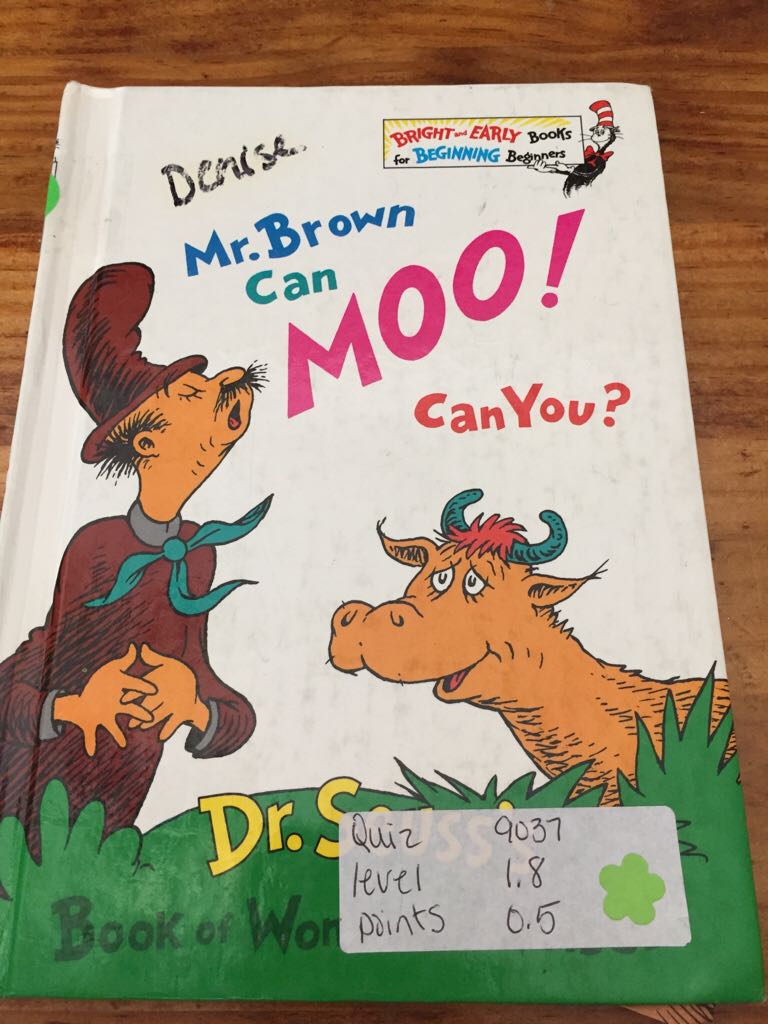 BRIGHT and EARLY Books
for BEGINNING Beginners
Denise
Mr. Brown
Can
MOO!
Can You?
Dr. Seuss's
Book of
Quiz 9037
level 1.8
points 0.5